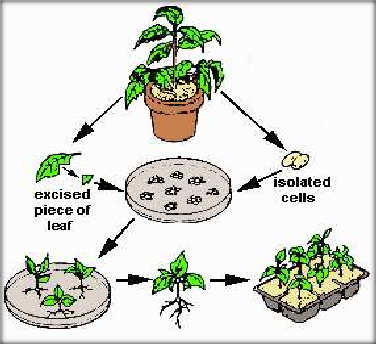 excised
piece of
leaf
isolated
cells